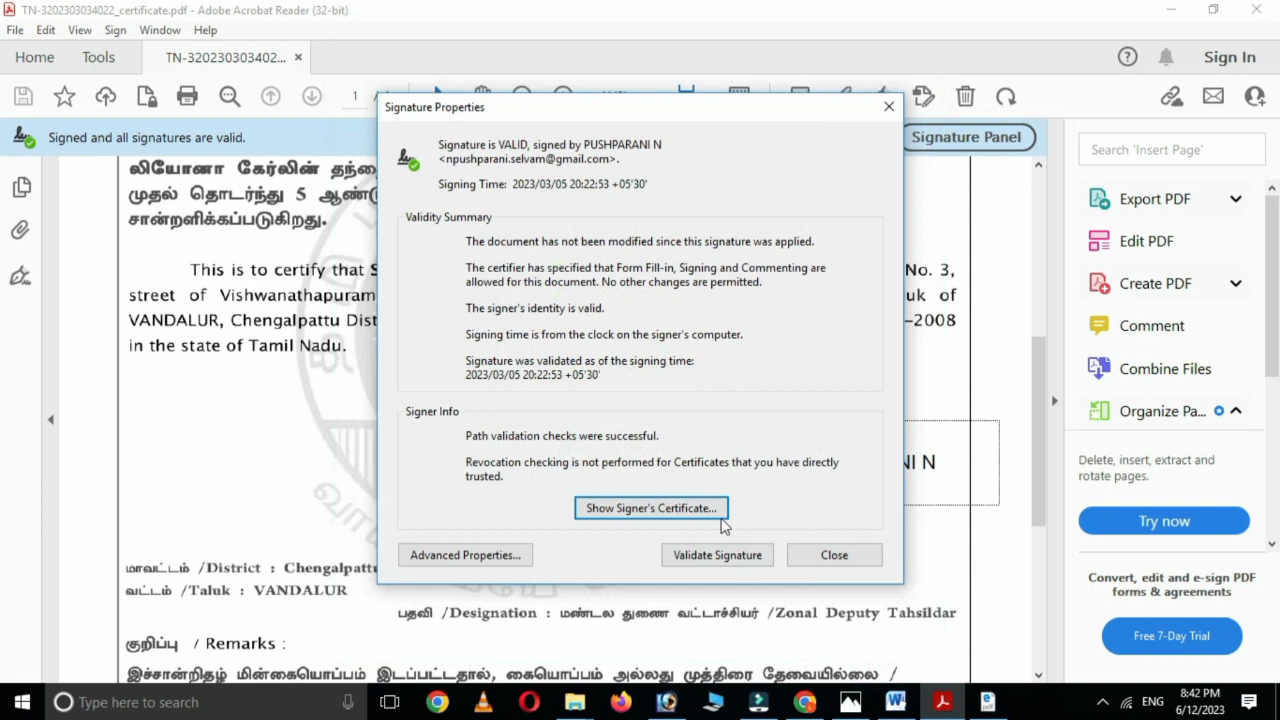 TN-3202303034022_certificate.pdf - Adobe Acrobat Reader (32-bit)
File Edit View Sign Window Help
Home Tools TN-320230303402... × Sign In
1
Signed and all signatures are valid. Signature Panel
Signature Properties
Signature is VALID, signed by PUSHPARANI N
<npushparani.selvam@gmail.com>.
Signing Time: 2023/03/05 20:22:53 +05'30'
Validity Summary
The document has not been modified since this signature was applied.
The certifier has specified that Form Fill-in, Signing and Commenting are
allowed for this document. No other changes are permitted.
The signer's identity is valid.
Signing time is from the clock on the signer's computer.
Signature was validated as of the signing time:
2023/03/05 20:22:53 +05'30'
Signer Info
Path validation checks were successful.
Revocation checking is not performed for Certificates that you have directly
trusted.
Show Signer's Certificate...
Advanced Properties... Validate Signature Close
லியோனா கேர்லின் தந்தை
முதல் தொடர்ந்து 5
சான்றளிக்கப்படுகிறது.
This is to certify that No. 3,
street of Vishwanathapuram uk of
VANDALUR, Chengalpattu Dist –2008
in the state of Tamil Nadu.
NI N
மாவட்டம் /District : Chengalpattu
வட்டம் /Taluk : VANDALUR
பதவி /Designation : மண்டல துணை வட்டாட்சியர் /Zonal Deputy Tahsildar
குறிப்பு / Remarks :
இச்சான்றிதழ் மின்கையொப்பம் இடப்பட்டதால், கையொப்பம் அல்லது முத்திரை தேவையில்லை /
Search 'Insert Page'
Export PDF
Edit PDF
Create PDF
Comment
Combine Files
Organize Pa...
Delete, insert, extract and
rotate pages.
Try now
Convert, edit and e-sign PDF
forms & agreements
Free 7-Day Trial
Type here to search ENG 8:42 PM
6/12/2023